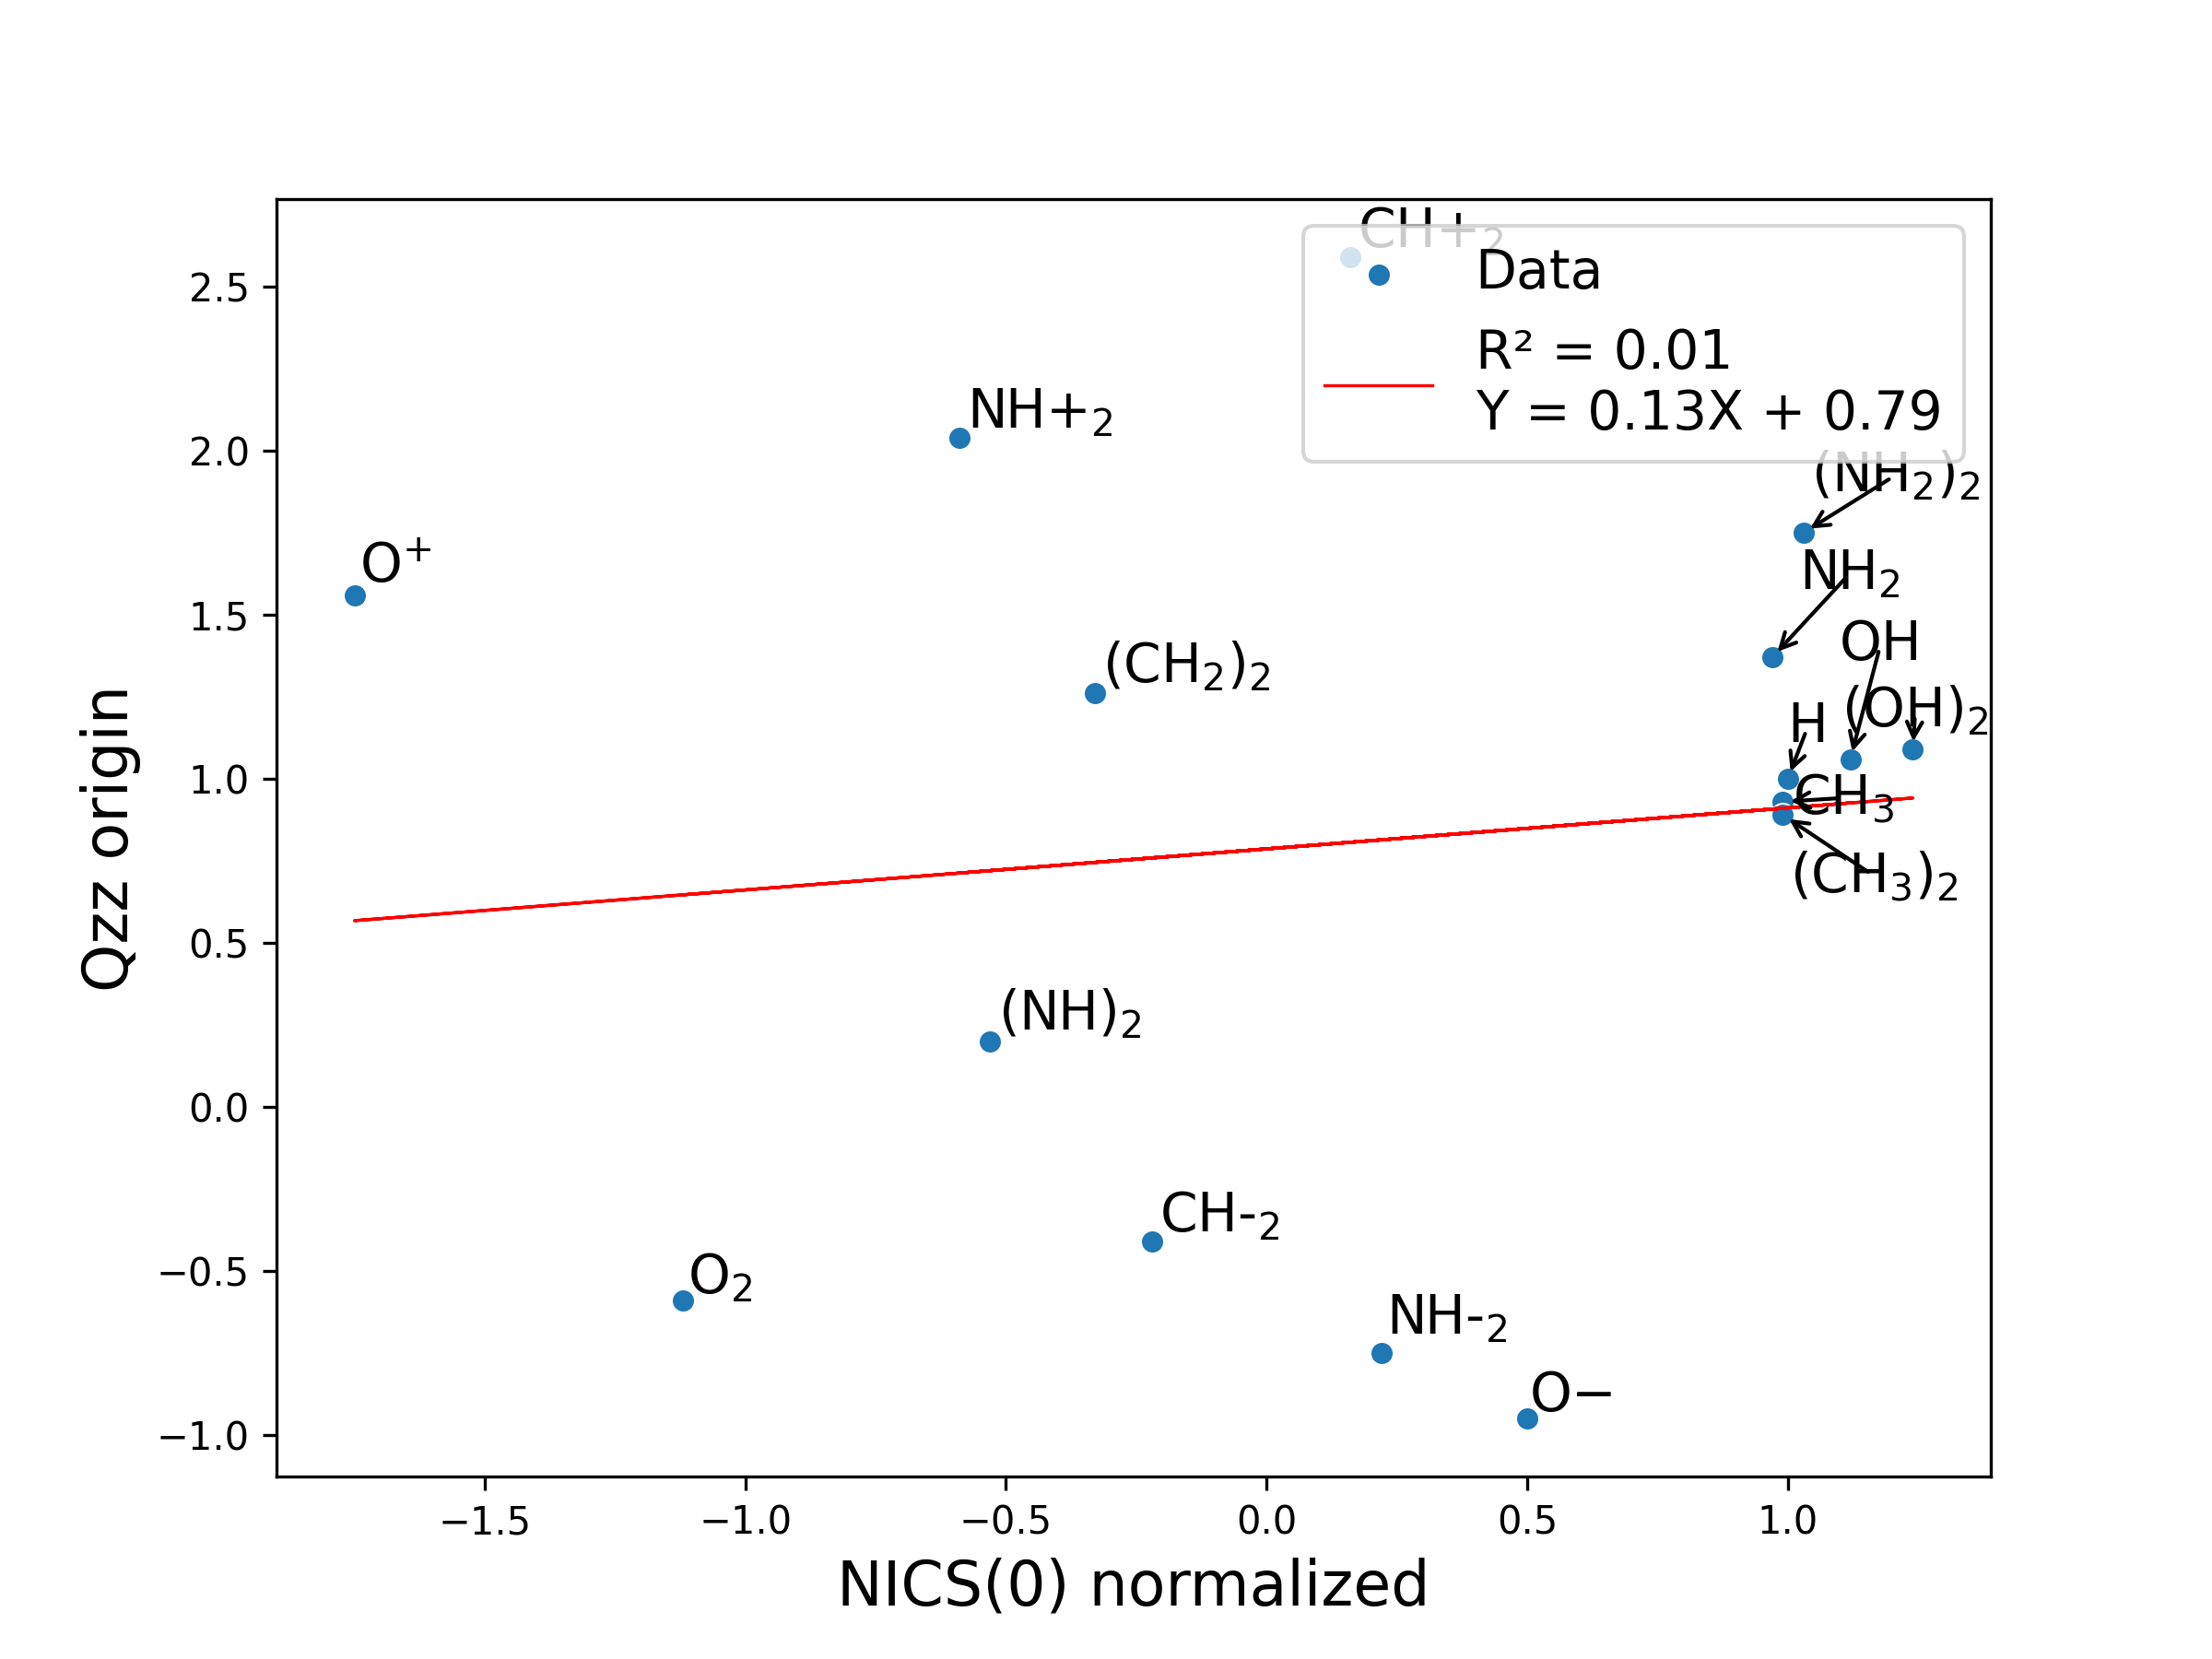 CH+₂
Data
R² = 0.01
Y = 0.13X + 0.79
NH+₂
(NH₂)₂
O⁺
NH₂
OH
(CH₂)₂
(OH)₂
H
CH₃
(CH₃)₂
(NH)₂
CH-₂
O₂
NH-₂
O−
2.5
2.0
1.5
1.0
0.5
0.0
−0.5
−1.0
Qzz origin
−1.5 −1.0 −0.5 0.0 0.5 1.0
NICS(0) normalized